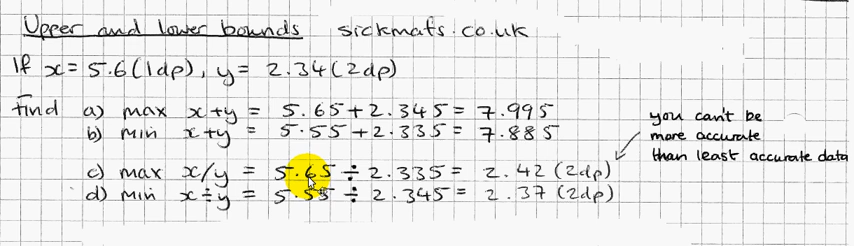 Upper and lower bounds sickmats.co.uk
If x = 5.6 (1dp), y = 2.34 (2dp)
Find a) max x+y = 5.65 + 2.345 = 7.995
b) min x+y = 5.55 + 2.335 = 7.885
you can't be
more accurate
than least accurate data
c) max x/y = 5.65 ÷ 2.335 = 2.42 (2dp)
d) min x÷y = 5.55 ÷ 2.345 = 2.37 (2dp)